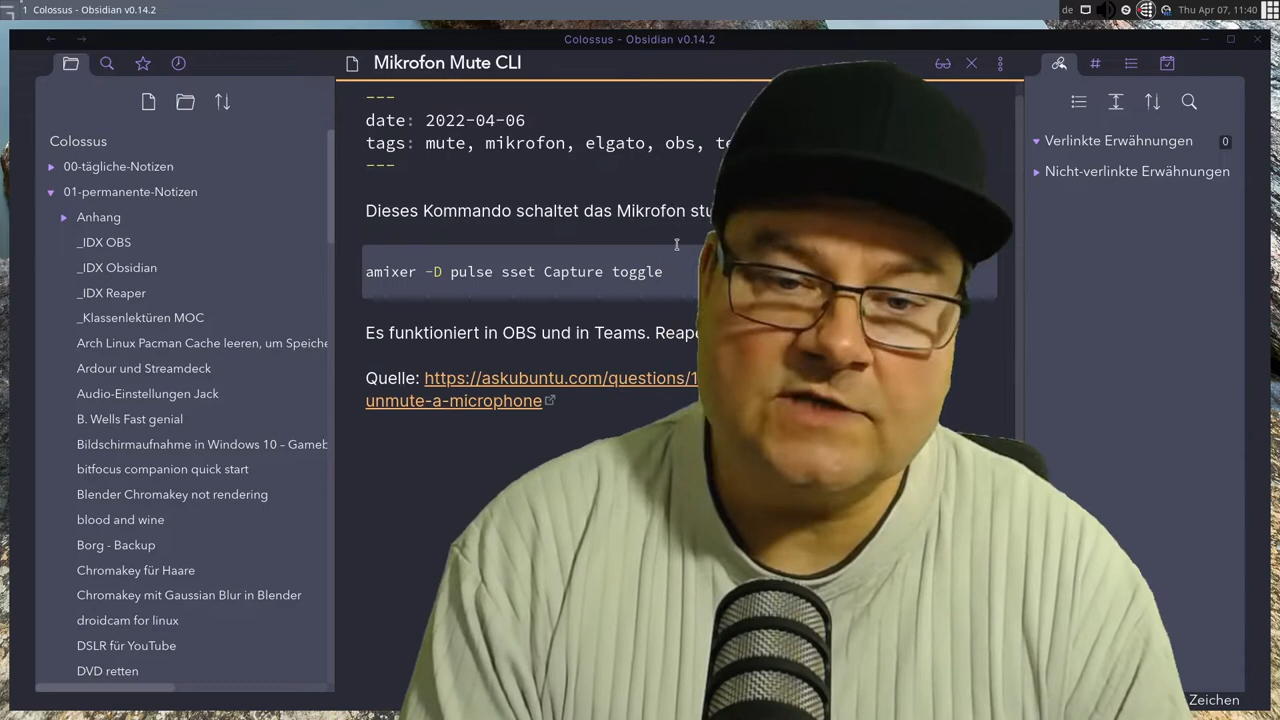 1 Colossus - Obsidian v0.14.2
de
Thu Apr 07, 11:40
Colossus - Obsidian v0.14.2
Mikrofon Mute CLI
---
date: 2022-04-06
tags: mute, mikrofon, elgato, obs,
---
Dieses Kommando schaltet das Mikrofon
amixer -D pulse sset Capture toggle
Es funktioniert in OBS und in Teams.
Quelle: https://askubuntu.com/questions/1
unmute-a-microphone
Colossus
00-tägliche-Notizen
01-permanente-Notizen
Anhang
_IDX OBS
_IDX Obsidian
_IDX Reaper
_Klassenlektüren MOC
Arch Linux Pacman Cache leeren, um Speiche
Ardour und Streamdeck
Audio-Einstellungen Jack
B. Wells Fast genial
Bildschirmaufnahme in Windows 10 – Gameb
bitfocus companion quick start
Blender Chromakey not rendering
blood and wine
Borg - Backup
Chromakey für Haare
Chromakey mit Gaussian Blur in Blender
droidcam for linux
DSLR für YouTube
DVD retten
Verlinkte Erwähnungen 0
Nicht-verlinkte Erwähnungen
Zeichen